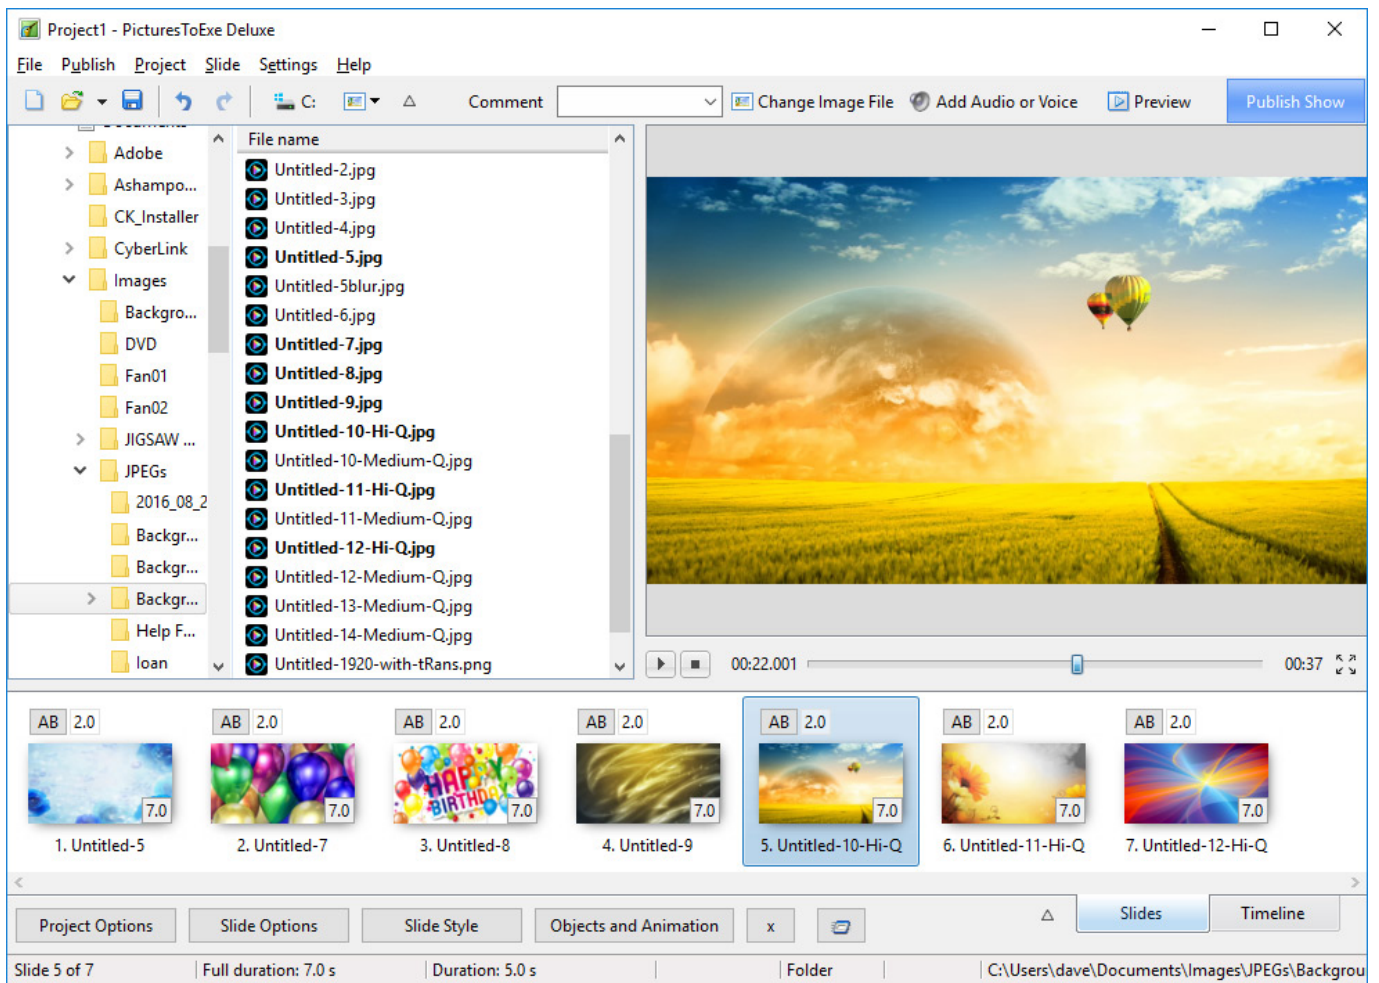 Project1 - PicturesToExe Deluxe
File Publish Project Slide Settings Help
C: Comment Change Image File Add Audio or Voice Preview Publish Show
Adobe
Ashampo...
CK_Installer
CyberLink
Images
Backgro...
DVD
Fan01
Fan02
JIGSAW ...
JPEGs
2016_08_2
Backgr...
Backgr...
Backgr...
Help F...
loan
File name
Untitled-2.jpg
Untitled-3.jpg
Untitled-4.jpg
Untitled-5.jpg
Untitled-5blur.jpg
Untitled-6.jpg
Untitled-7.jpg
Untitled-8.jpg
Untitled-9.jpg
Untitled-10-Hi-Q.jpg
Untitled-10-Medium-Q.jpg
Untitled-11-Hi-Q.jpg
Untitled-11-Medium-Q.jpg
Untitled-12-Hi-Q.jpg
Untitled-12-Medium-Q.jpg
Untitled-13-Medium-Q.jpg
Untitled-14-Medium-Q.jpg
Untitled-1920-with-tRans.png
00:22.001 00:37
AB 2.0 AB 2.0 AB 2.0 AB 2.0 AB 2.0 AB 2.0 AB 2.0
HAPPY
BIRTHDAY
7.0 7.0 7.0 7.0 7.0 7.0 7.0
1. Untitled-5 2. Untitled-7 3. Untitled-8 4. Untitled-9 5. Untitled-10-Hi-Q 6. Untitled-11-Hi-Q 7. Untitled-12-Hi-Q
Project Options Slide Options Slide Style Objects and Animation x Slides Timeline
Slide 5 of 7 Full duration: 7.0 s Duration: 5.0 s Folder C:\Users\dave\Documents\Images\JPEGs\Backgrou